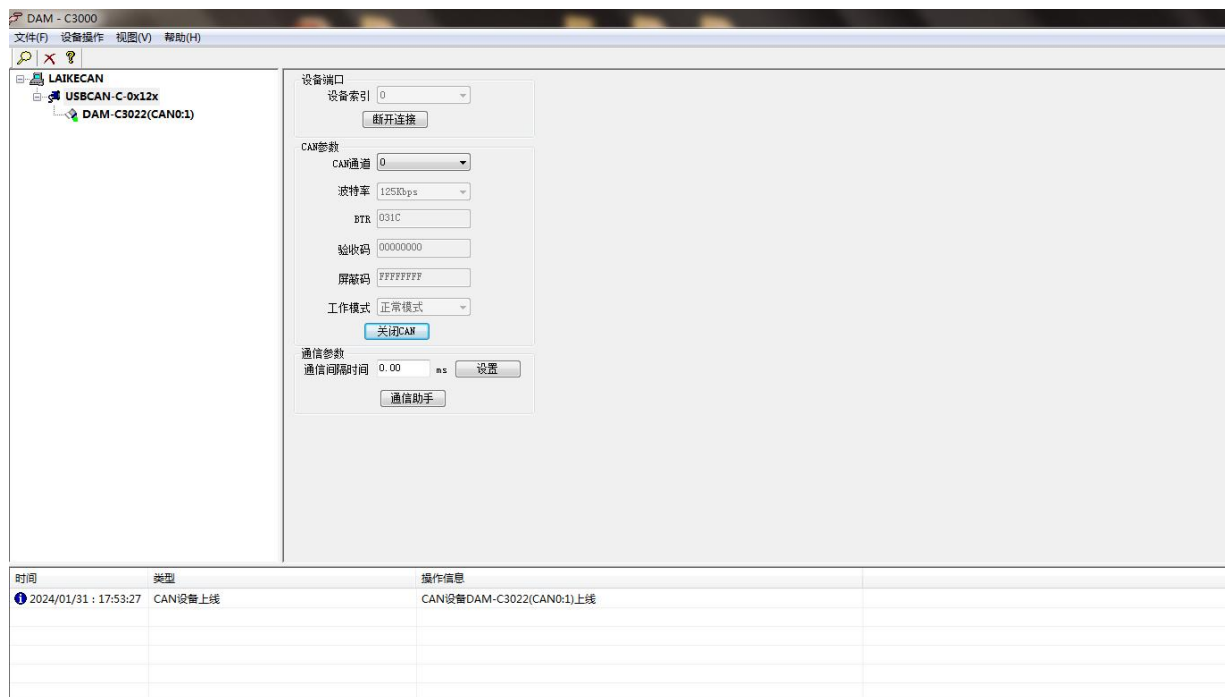 DAM - C3000
文件(F) 设备操作 视图(V) 帮助(H)
LAIKECAN
USBCAN-C-0x12x
DAM-C3022(CAN0:1)
设备端口
设备索引 0
断开连接
CAN参数
CAN通道 0
波特率 125Kbps
BTR 031C
验收码 00000000
屏蔽码 FFFFFFFF
工作模式 正常模式
关闭CAN
通信参数
通信间隔时间 0.00 ms 设置
通信助手
时间 类型 操作信息
2024/01/31 : 17:53:27 CAN设备上线 CAN设备DAM-C3022(CAN0:1)上线